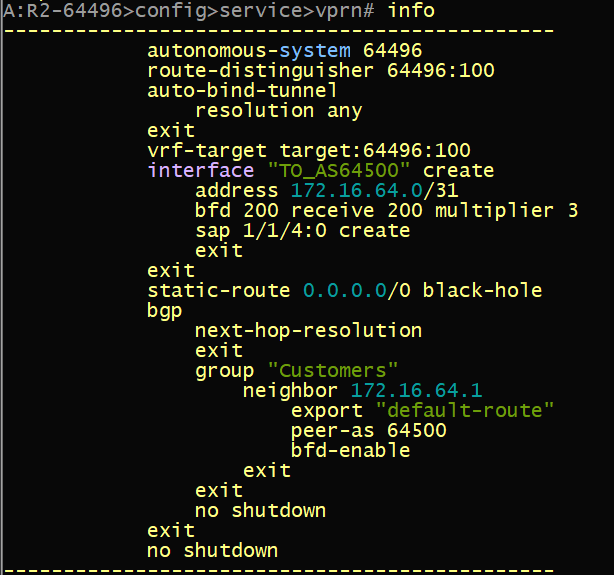 A:R2-64496>config>service>vprn# info
----------------------------------------------
autonomous-system 64496
route-distinguisher 64496:100
auto-bind-tunnel
resolution any
exit
vrf-target target:64496:100
interface "TO_AS64500" create
address 172.16.64.0/31
bfd 200 receive 200 multiplier 3
sap 1/1/4:0 create
exit
exit
static-route 0.0.0.0/0 black-hole
bgp
next-hop-resolution
exit
group "Customers"
neighbor 172.16.64.1
export "default-route"
peer-as 64500
bfd-enable
exit
exit
no shutdown
exit
no shutdown
----------------------------------------------